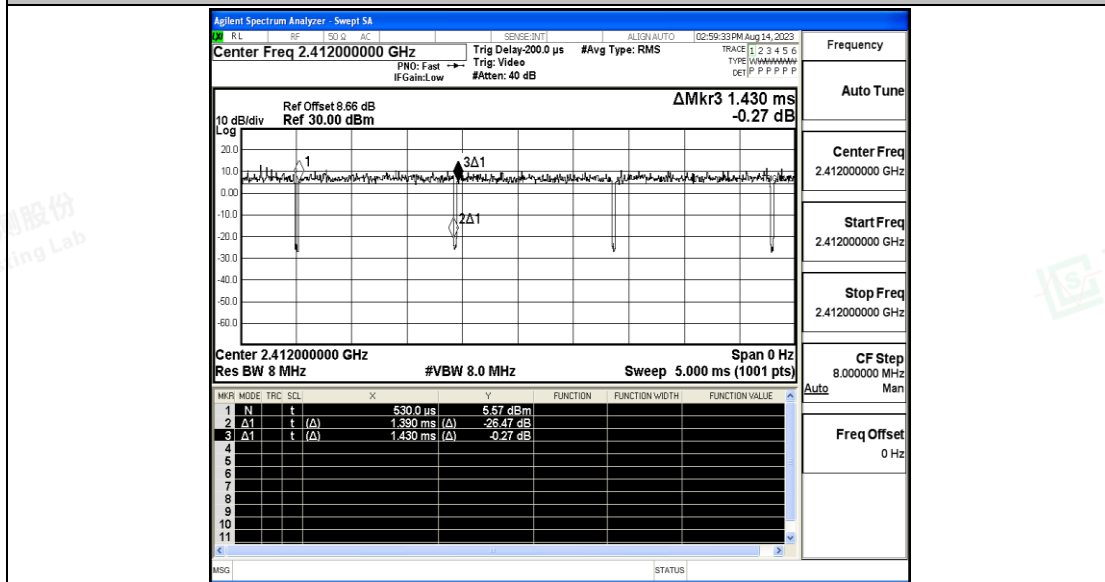 Agilent Spectrum Analyzer - Swept SA
RL RF 50 Ω AC SENSE:INT ALIGN AUTO 02:59:33 PM Aug 14, 2023
Center Freq 2.412000000 GHz
PNO: Fast
IFGain:Low
Trig Delay-200.0 µs
Trig: Video
#Atten: 40 dB
#Avg Type: RMS
TRACE 1 2 3 4 5 6
TYPE
DET P P P P P P
Frequency
Auto Tune
ΔMkr3 1.430 ms
-0.27 dB
Ref Offset 8.66 dB
10 dB/div Ref 30.00 dBm
Log
20.0
10.0
0.00
-10.0
-20.0
-30.0
-40.0
-50.0
-60.0
1
3Δ1
2Δ1
Center Freq
2.412000000 GHz
Start Freq
2.412000000 GHz
Stop Freq
2.412000000 GHz
CF Step
8.000000 MHz
Auto Man
Freq Offset
0 Hz
Center 2.412000000 GHz Span 0 Hz
Res BW 8 MHz #VBW 8.0 MHz Sweep 5.000 ms (1001 pts)
MKR MODE TRC SCL X Y FUNCTION FUNCTION WIDTH FUNCTION VALUE
1 N t 530.0 µs 5.57 dBm
2 Δ1 t (Δ) 1.390 ms (Δ) -26.47 dB
3 Δ1 t (Δ) 1.430 ms (Δ) -0.27 dB
4
5
6
7
8
9
10
11
MSG STATUS
股份
ting Lab